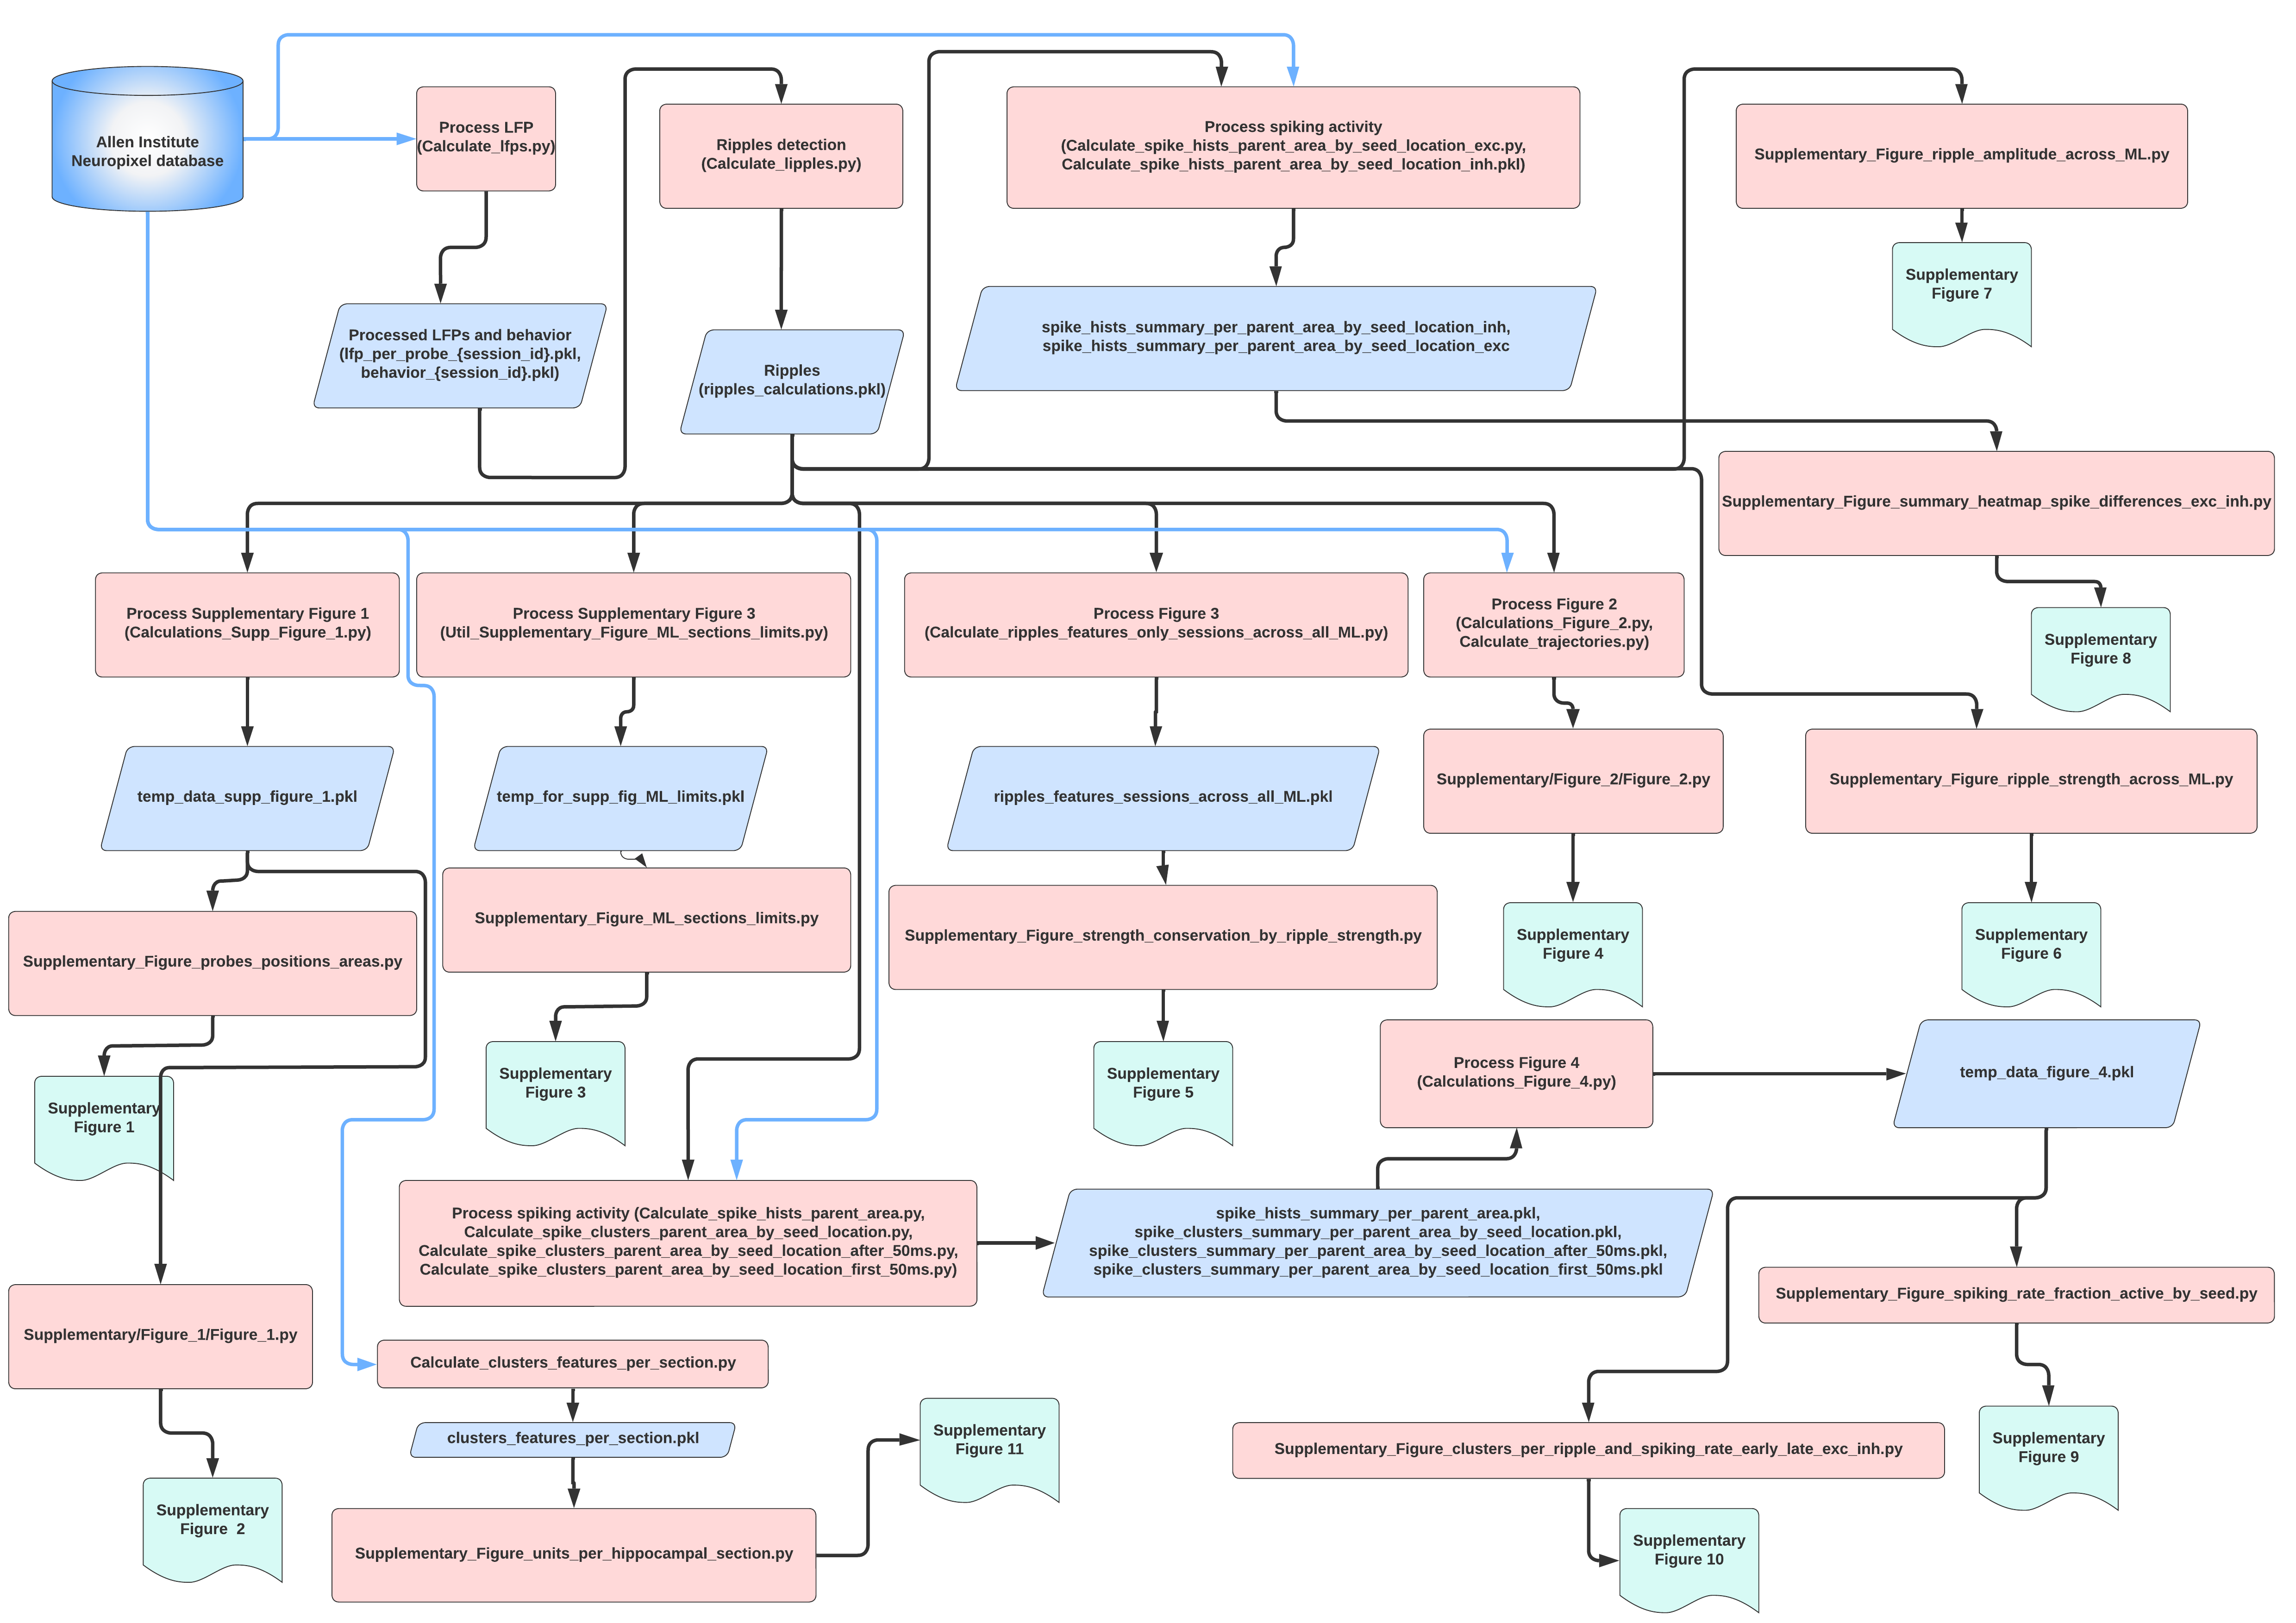 Allen Institute
Neuropixel database
Process LFP
(Calculate_lfps.py)
Ripples detection
(Calculate_lipples.py)
Process spiking activity
(Calculate_spike_hists_parent_area_by_seed_location_exc.py,
Calculate_spike_hists_parent_area_by_seed_location_inh.pkl)
Supplementary_Figure_ripple_amplitude_across_ML.py
Supplementary
Figure 7
Processed LFPs and behavior
(lfp_per_probe_{session_id}.pkl,
behavior_{session_id}.pkl)
Ripples
(ripples_calculations.pkl)
spike_hists_summary_per_parent_area_by_seed_location_inh,
spike_hists_summary_per_parent_area_by_seed_location_exc
Supplementary_Figure_summary_heatmap_spike_differences_exc_inh.py
Supplementary
Figure 8
Process Supplementary Figure 1
(Calculations_Supp_Figure_1.py)
Process Supplementary Figure 3
(Util_Supplementary_Figure_ML_sections_limits.py)
Process Figure 3
(Calculate_ripples_features_only_sessions_across_all_ML.py)
Process Figure 2
(Calculations_Figure_2.py,
Calculate_trajectories.py)
temp_data_supp_figure_1.pkl
temp_for_supp_fig_ML_limits.pkl
ripples_features_sessions_across_all_ML.pkl
Supplementary/Figure_2/Figure_2.py
Supplementary_Figure_ripple_strength_across_ML.py
Supplementary_Figure_probes_positions_areas.py
Supplementary_Figure_ML_sections_limits.py
Supplementary_Figure_strength_conservation_by_ripple_strength.py
Supplementary
Figure 4
Supplementary
Figure 6
Supplementary
Figure 1
Supplementary
Figure 3
Supplementary
Figure 5
Process Figure 4
(Calculations_Figure_4.py)
temp_data_figure_4.pkl
Process spiking activity (Calculate_spike_hists_parent_area.py,
Calculate_spike_clusters_parent_area_by_seed_location.py,
Calculate_spike_clusters_parent_area_by_seed_location_after_50ms.py,
Calculate_spike_clusters_parent_area_by_seed_location_first_50ms.py)
spike_hists_summary_per_parent_area.pkl,
spike_clusters_summary_per_parent_area_by_seed_location.pkl,
spike_clusters_summary_per_parent_area_by_seed_location_after_50ms.pkl,
spike_clusters_summary_per_parent_area_by_seed_location_first_50ms.pkl
Supplementary_Figure_spiking_rate_fraction_active_by_seed.py
Supplementary/Figure_1/Figure_1.py
Calculate_clusters_features_per_section.py
clusters_features_per_section.pkl
Supplementary
Figure 11
Supplementary_Figure_clusters_per_ripple_and_spiking_rate_early_late_exc_inh.py
Supplementary
Figure 9
Supplementary
Figure  2
Supplementary_Figure_units_per_hippocampal_section.py
Supplementary
Figure 10